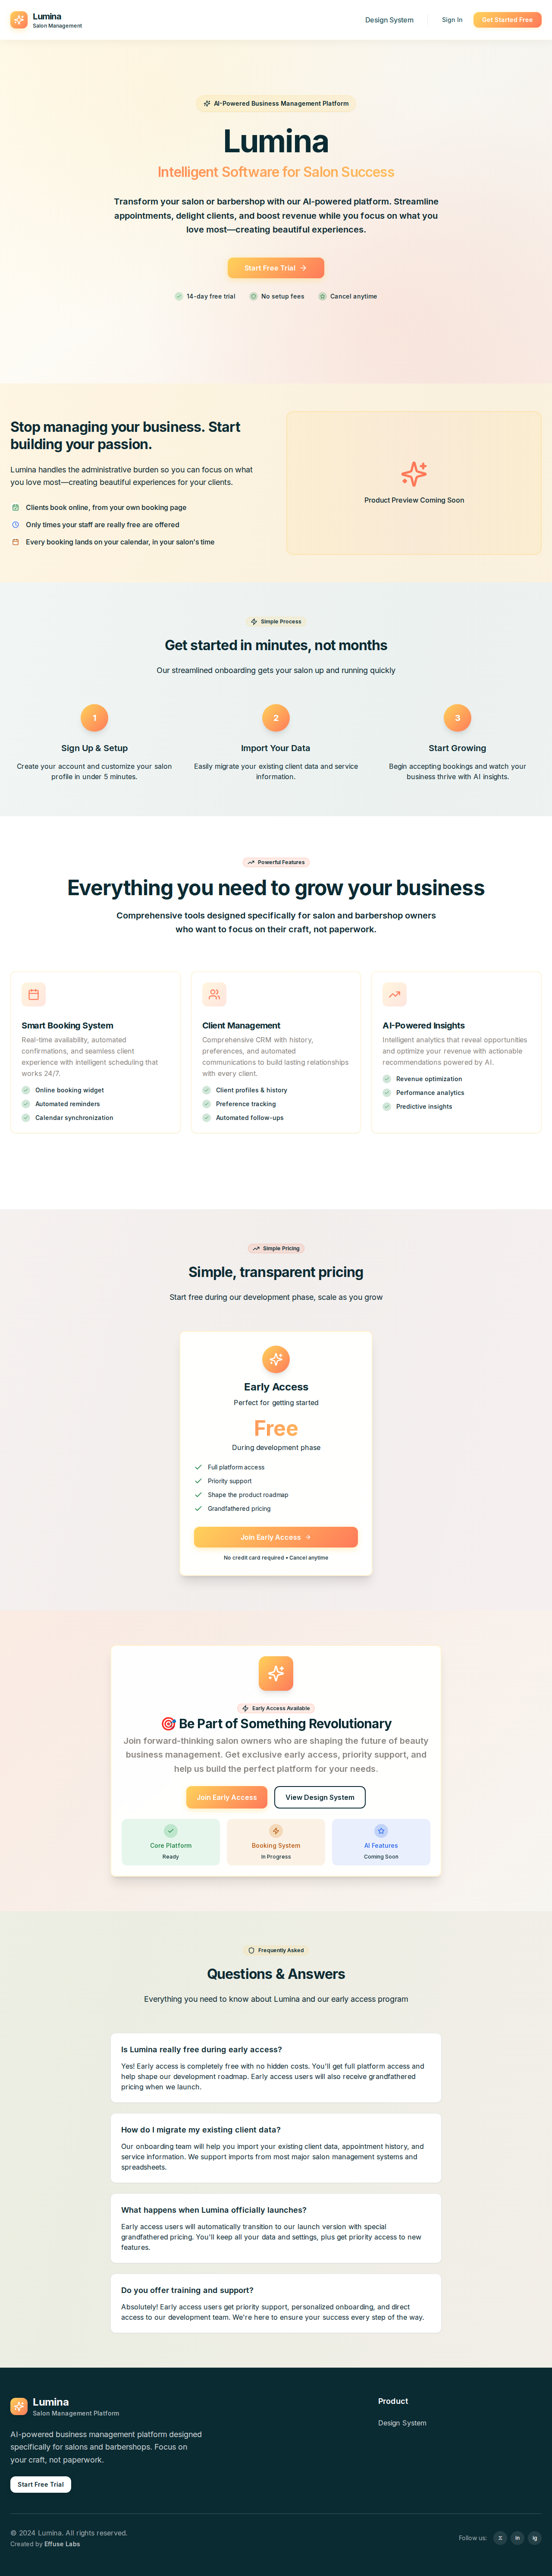 Lumina
Salon Management
Design System
Sign In
Get Started Free
AI-Powered Business Management Platform
Lumina
Intelligent Software for Salon Success
Transform your salon or barbershop with our AI-powered platform. Streamline
appointments, delight clients, and boost revenue while you focus on what you
love most—creating beautiful experiences.
Start Free Trial
14-day free trial
No setup fees
Cancel anytime
Stop managing your business. Start
building your passion.
Lumina handles the administrative burden so you can focus on what
you love most—creating beautiful experiences for your clients.
Clients book online, from your own booking page
Only times your staff are really free are offered
Every booking lands on your calendar, in your salon's time
Product Preview Coming Soon
Simple Process
Get started in minutes, not months
Our streamlined onboarding gets your salon up and running quickly
1
Sign Up & Setup
Create your account and customize your salon
profile in under 5 minutes.
2
Import Your Data
Easily migrate your existing client data and service
information.
3
Start Growing
Begin accepting bookings and watch your
business thrive with AI insights.
Powerful Features
Everything you need to grow your business
Comprehensive tools designed specifically for salon and barbershop owners
who want to focus on their craft, not paperwork.
Smart Booking System
Real-time availability, automated
confirmations, and seamless client
experience with intelligent scheduling that
works 24/7.
Online booking widget
Automated reminders
Calendar synchronization
Client Management
Comprehensive CRM with history,
preferences, and automated
communications to build lasting relationships
with every client.
Client profiles & history
Preference tracking
Automated follow-ups
AI-Powered Insights
Intelligent analytics that reveal opportunities
and optimize your revenue with actionable
recommendations powered by AI.
Revenue optimization
Performance analytics
Predictive insights
Simple Pricing
Simple, transparent pricing
Start free during our development phase, scale as you grow
Early Access
Perfect for getting started
Free
During development phase
Full platform access
Priority support
Shape the product roadmap
Grandfathered pricing
Join Early Access
No credit card required • Cancel anytime
Early Access Available
🎯 Be Part of Something Revolutionary
Join forward-thinking salon owners who are shaping the future of beauty
business management. Get exclusive early access, priority support, and
help us build the perfect platform for your needs.
Join Early Access
View Design System
Core Platform
Ready
Booking System
In Progress
AI Features
Coming Soon
Frequently Asked
Questions & Answers
Everything you need to know about Lumina and our early access program
Is Lumina really free during early access?
Yes! Early access is completely free with no hidden costs. You'll get full platform access and
help shape our development roadmap. Early access users will also receive grandfathered
pricing when we launch.
How do I migrate my existing client data?
Our onboarding team will help you import your existing client data, appointment history, and
service information. We support imports from most major salon management systems and
spreadsheets.
What happens when Lumina officially launches?
Early access users will automatically transition to our launch version with special
grandfathered pricing. You'll keep all your data and settings, plus get priority access to new
features.
Do you offer training and support?
Absolutely! Early access users get priority support, personalized onboarding, and direct
access to our development team. We're here to ensure your success every step of the way.
Lumina
Salon Management Platform
AI-powered business management platform designed
specifically for salons and barbershops. Focus on
your craft, not paperwork.
Start Free Trial
Product
Design System
© 2024 Lumina. All rights reserved.
Created by Effuse Labs
Follow us:
in
ig